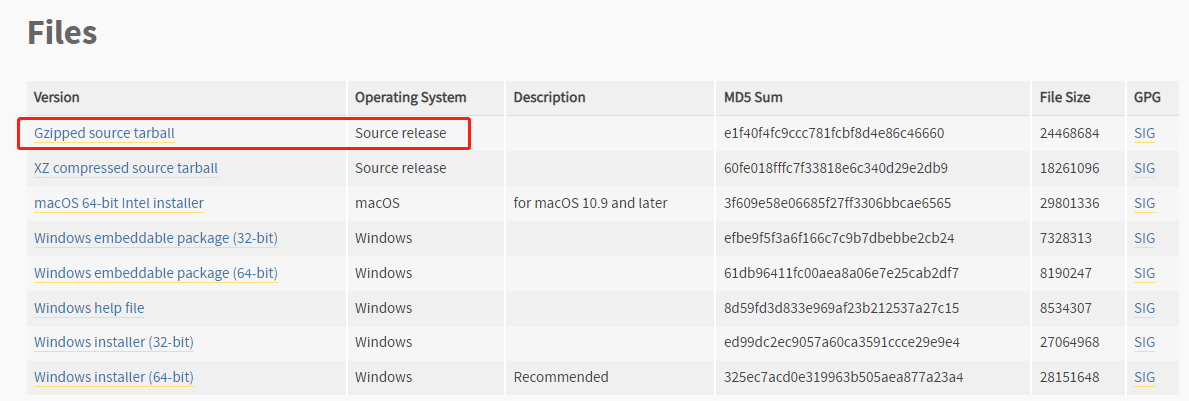 Files
Version Operating System Description MD5 Sum File Size GPG
Gzipped source tarball Source release e1f40f4fc9ccc781fcbf8d4e86c46660 24468684 SIG
XZ compressed source tarball Source release 60fe018fffc7f33818e6c340d29e2db9 18261096 SIG
macOS 64-bit Intel installer macOS for macOS 10.9 and later 3f609e58e06685f27ff3306bbcae6565 29801336 SIG
Windows embeddable package (32-bit) Windows efbe9f5f3a6f166c7c9b7dbebbe2cb24 7328313 SIG
Windows embeddable package (64-bit) Windows 61db96411fc00aea8a06e7e25cab2df7 8190247 SIG
Windows help file Windows 8d59fd3d833e969af23b212537a27c15 8534307 SIG
Windows installer (32-bit) Windows ed99dc2ec9057a60ca3591ccce29e9e4 27064968 SIG
Windows installer (64-bit) Windows Recommended 325ec7acd0e319963b505aea877a23a4 28151648 SIG